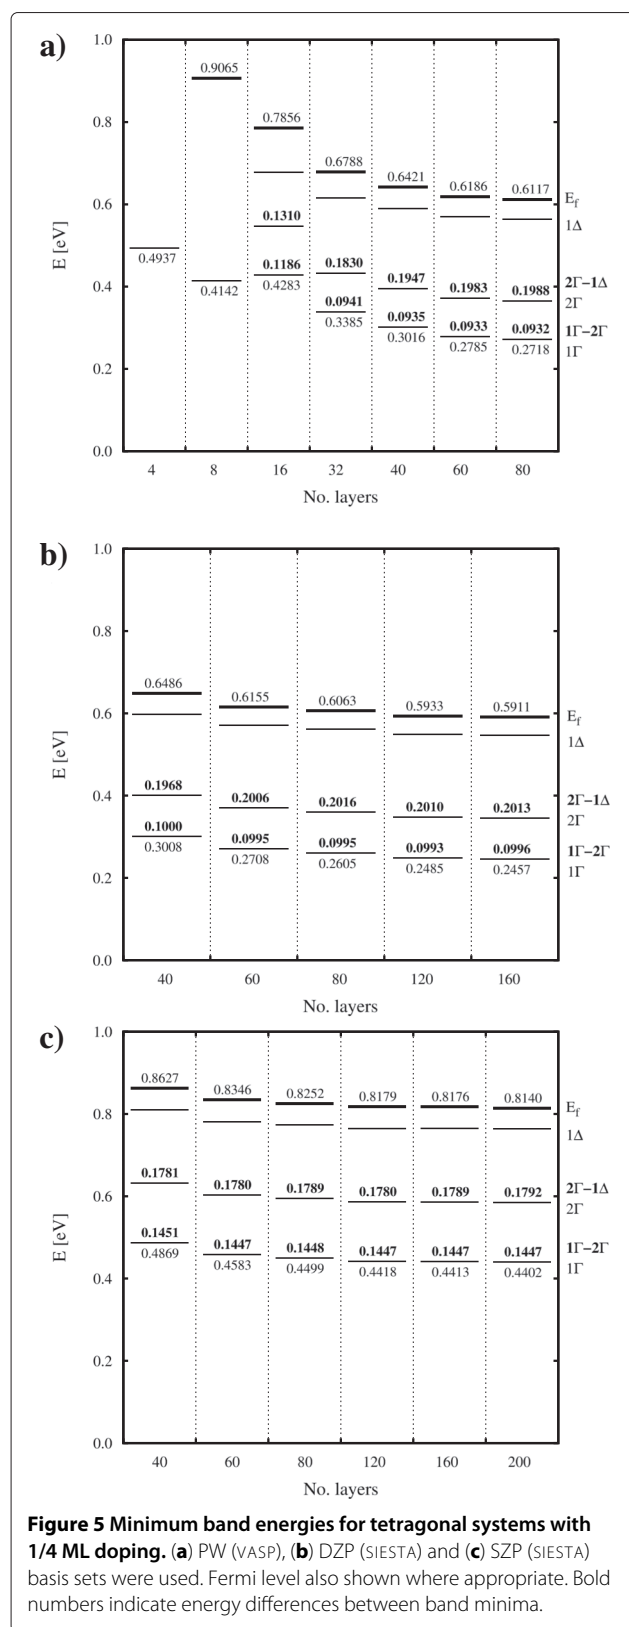 a)
1.0
0.8
0.6
0.4
0.2
0.0
E [eV]
0.4937
0.9065
0.4142
0.7856
0.1310
0.1186
0.4283
0.6788
0.1830
0.0941
0.3385
0.6421
0.1947
0.0935
0.3016
0.6186
0.1983
0.0933
0.2785
0.6117
0.1988
0.0932
0.2718
E_f
1Δ
2Γ−1Δ
2Γ
1Γ−2Γ
1Γ
4 8 16 32 40 60 80
No. layers
b)
1.0
0.8
0.6
0.4
0.2
0.0
E [eV]
0.6486
0.1968
0.1000
0.3008
0.6155
0.2006
0.0995
0.2708
0.6063
0.2016
0.0995
0.2605
0.5933
0.2010
0.0993
0.2485
0.5911
0.2013
0.0996
0.2457
E_f
1Δ
2Γ−1Δ
2Γ
1Γ−2Γ
1Γ
40 60 80 120 160
No. layers
c)
1.0
0.8
0.6
0.4
0.2
0.0
E [eV]
0.8627
0.1781
0.1451
0.4869
0.8346
0.1780
0.1447
0.4583
0.8252
0.1789
0.1448
0.4499
0.8179
0.1780
0.1447
0.4418
0.8176
0.1789
0.1447
0.4413
0.8140
0.1792
0.1447
0.4402
E_f
1Δ
2Γ−1Δ
2Γ
1Γ−2Γ
1Γ
40 60 80 120 160 200
No. layers
Figure 5 Minimum band energies for tetragonal systems with
1/4 ML doping. (a) PW (VASP), (b) DZP (SIESTA) and (c) SZP (SIESTA)
basis sets were used. Fermi level also shown where appropriate. Bold
numbers indicate energy differences between band minima.